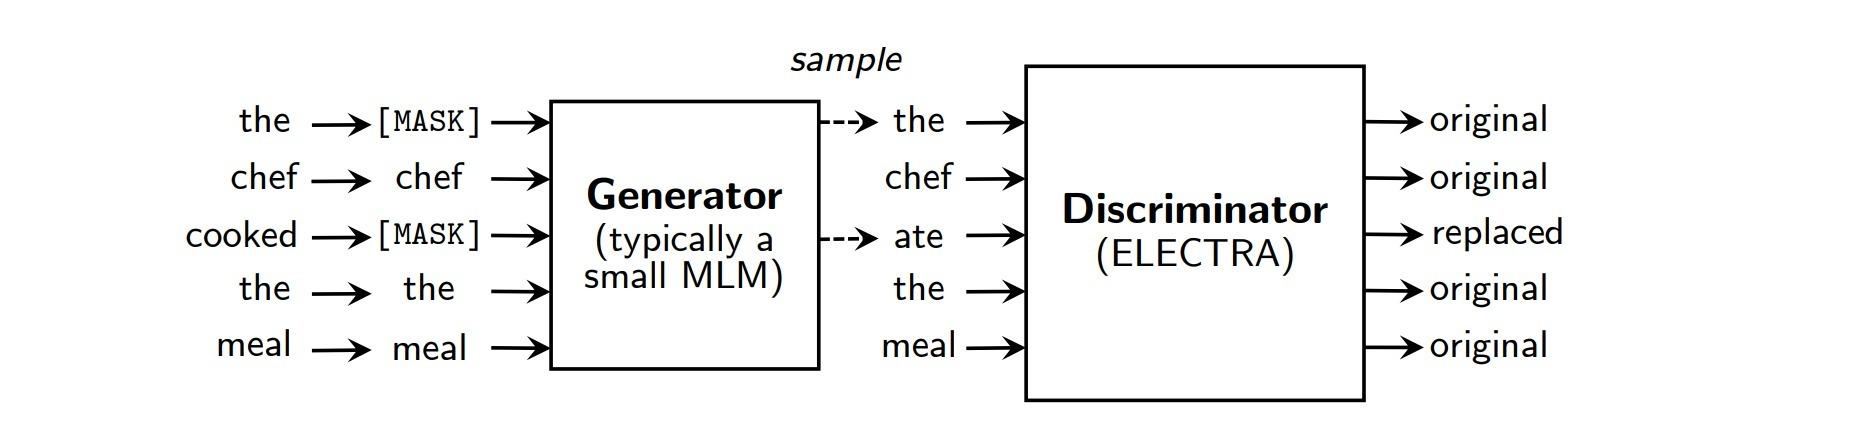 sample
the [MASK] the original
chef chef chef original
cooked [MASK] ate replaced
the the the original
meal meal meal original
Generator
(typically a
small MLM)
Discriminator
(ELECTRA)